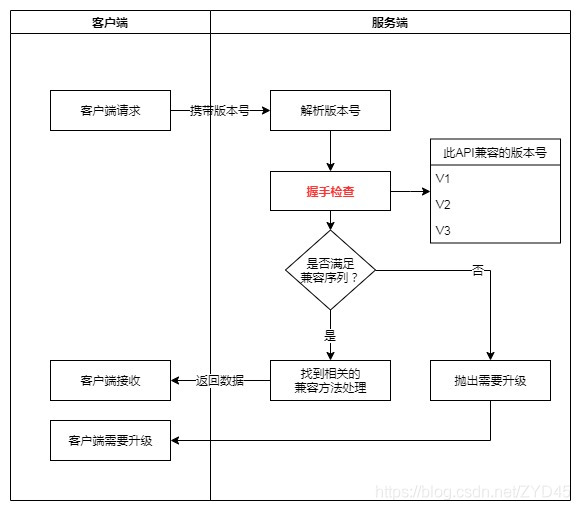 客户端
服务端
客户端请求
携带版本号
解析版本号
此API兼容的版本号
V1
V2
V3
握手检查
是否满足
兼容序列？
否
是
客户端接收
返回数据
找到相关的
兼容方法处理
抛出需要升级
客户端需要升级
https://blog.csdn.net/ZYD45